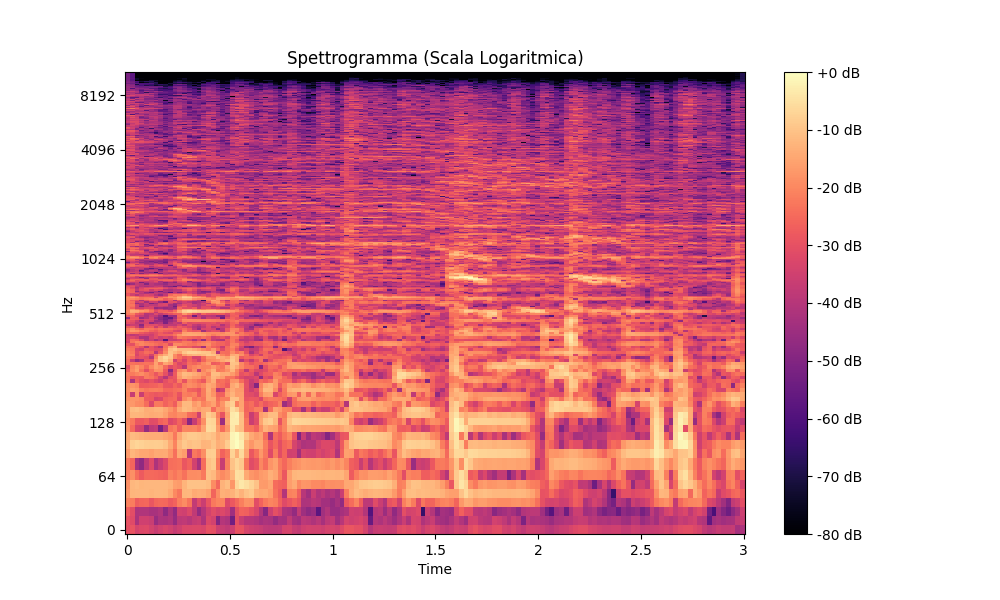 Spettrogramma (Scala Logaritmica)
Hz
8192
4096
2048
1024
512
256
128
64
0
0
0.5
1
1.5
2
2.5
3
Time
+0 dB
-10 dB
-20 dB
-30 dB
-40 dB
-50 dB
-60 dB
-70 dB
-80 dB